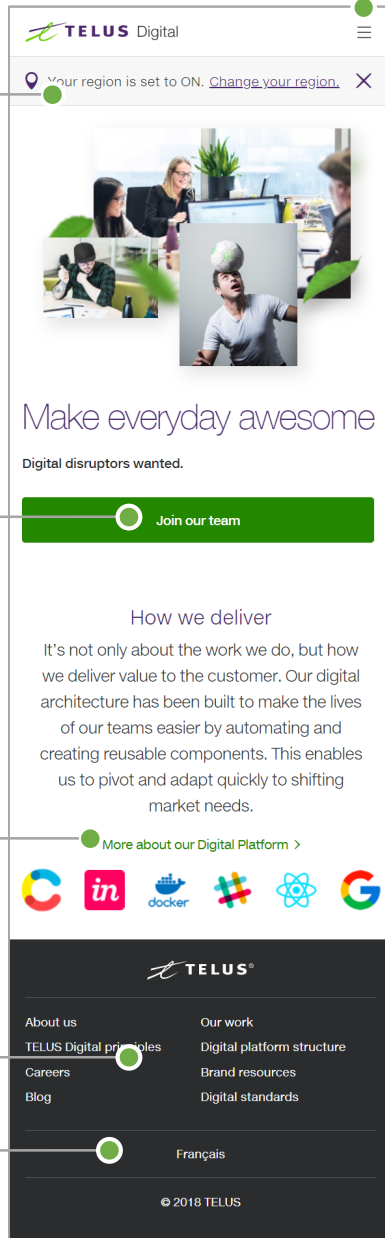 TELUS Digital
Your region is set to ON. Change your region.
Make everyday awesome
Digital disruptors wanted.
Join our team
How we deliver
It's not only about the work we do, but how
we deliver value to the customer. Our digital
architecture has been built to make the lives
of our teams easier by automating and
creating reusable components. This enables
us to pivot and adapt quickly to shifting
market needs.
More about our Digital Platform >
in
docker
TELUS®
About us
Our work
TELUS Digital principles
Digital platform structure
Careers
Brand resources
Blog
Digital standards
Français
© 2018 TELUS